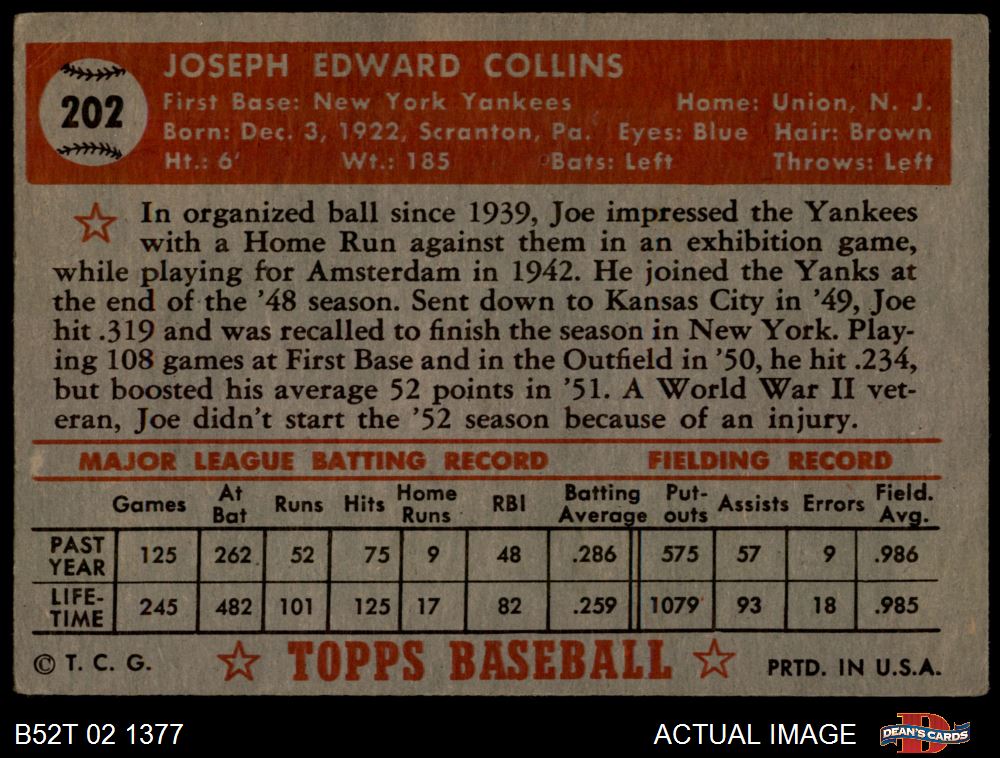 202
JOSEPH EDWARD COLLINS
First Base: New York Yankees Home: Union, N. J.
Born: Dec. 3, 1922, Scranton, Pa. Eyes: Blue Hair: Brown
Ht.: 6' Wt.: 185 Bats: Left Throws: Left
In organized ball since 1939, Joe impressed the Yankees
with a Home Run against them in an exhibition game,
while playing for Amsterdam in 1942. He joined the Yanks at
the end of the '48 season. Sent down to Kansas City in '49, Joe
hit .319 and was recalled to finish the season in New York. Play-
ing 108 games at First Base and in the Outfield in '50, he hit .234,
but boosted his average 52 points in '51. A World War II vet-
eran, Joe didn't start the '52 season because of an injury.
MAJOR LEAGUE BATTING RECORD FIELDING RECORD
Games At Bat Runs Hits Home Runs RBI Batting Average Put-outs Assists Errors Field. Avg.
PAST YEAR 125 262 52 75 9 48 .286 575 57 9 .986
LIFE-TIME 245 482 101 125 17 82 .259 1079 93 18 .985
© T. C. G. TOPPS BASEBALL PRTD. IN U.S.A.
B52T 02 1377 ACTUAL IMAGE DEAN'S CARDS